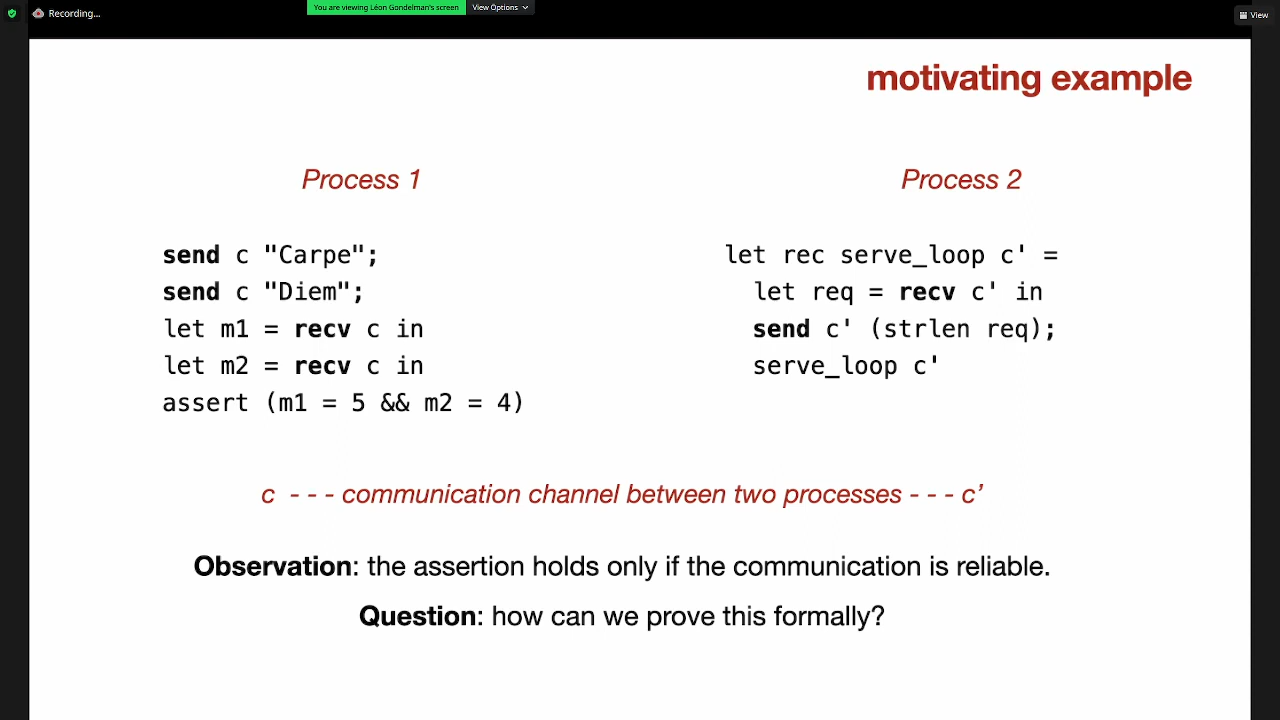 Recording...
You are viewing Léon Gondelman's screen
View Options
View
motivating example
Process 1
Process 2
send c "Carpe";
send c "Diem";
let m1 = recv c in
let m2 = recv c in
assert (m1 = 5 && m2 = 4)
let rec serve_loop c' =
let req = recv c' in
send c' (strlen req);
serve_loop c'
c - - - communication channel between two processes - - - c’
Observation: the assertion holds only if the communication is reliable.
Question: how can we prove this formally?